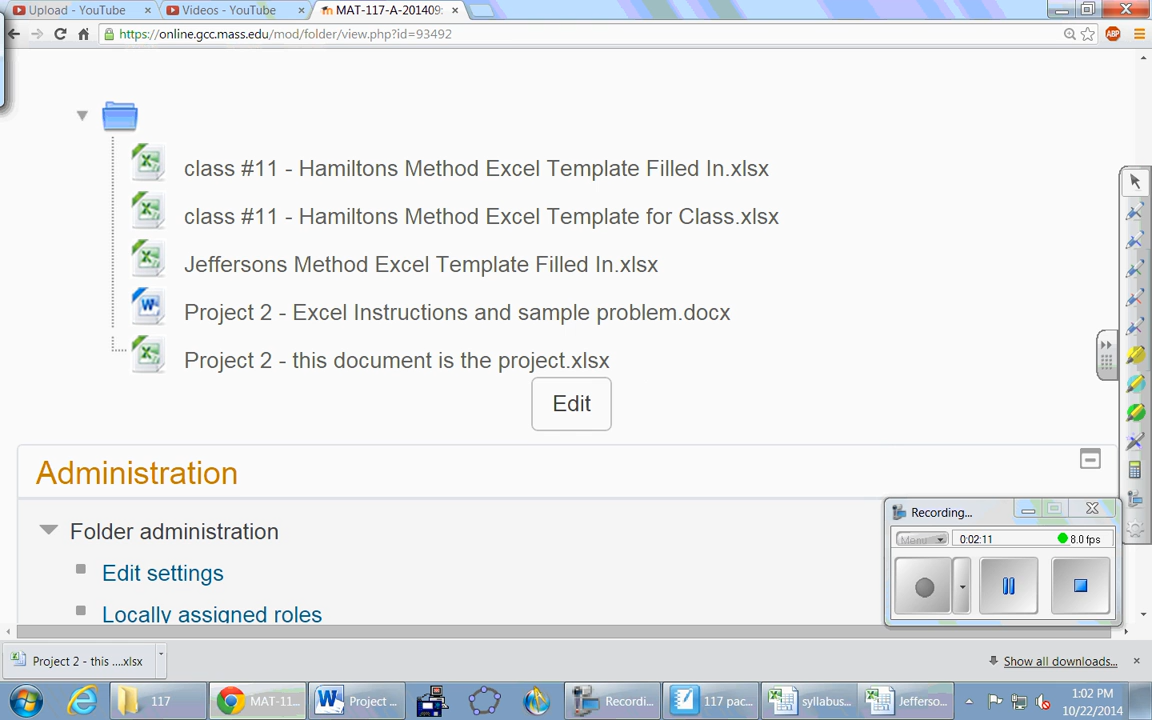 Upload - YouTube
Videos - YouTube
MAT-117-A-201409:
https://online.gcc.mass.edu/mod/folder/view.php?id=93492
ABP
class #11 - Hamiltons Method Excel Template Filled In.xlsx
class #11 - Hamiltons Method Excel Template for Class.xlsx
Jeffersons Method Excel Template Filled In.xlsx
Project 2 - Excel Instructions and sample problem.docx
Project 2 - this document is the project.xlsx
Edit
Administration
Folder administration
Edit settings
Locally assigned roles
Recording...
Menu
0:02:11
8.0 fps
Project 2 - this ....xlsx
Show all downloads...
117
MAT-11...
Project ...
Recordi...
117 pac...
syllabus...
Jefferso...
1:02 PM
10/22/2014